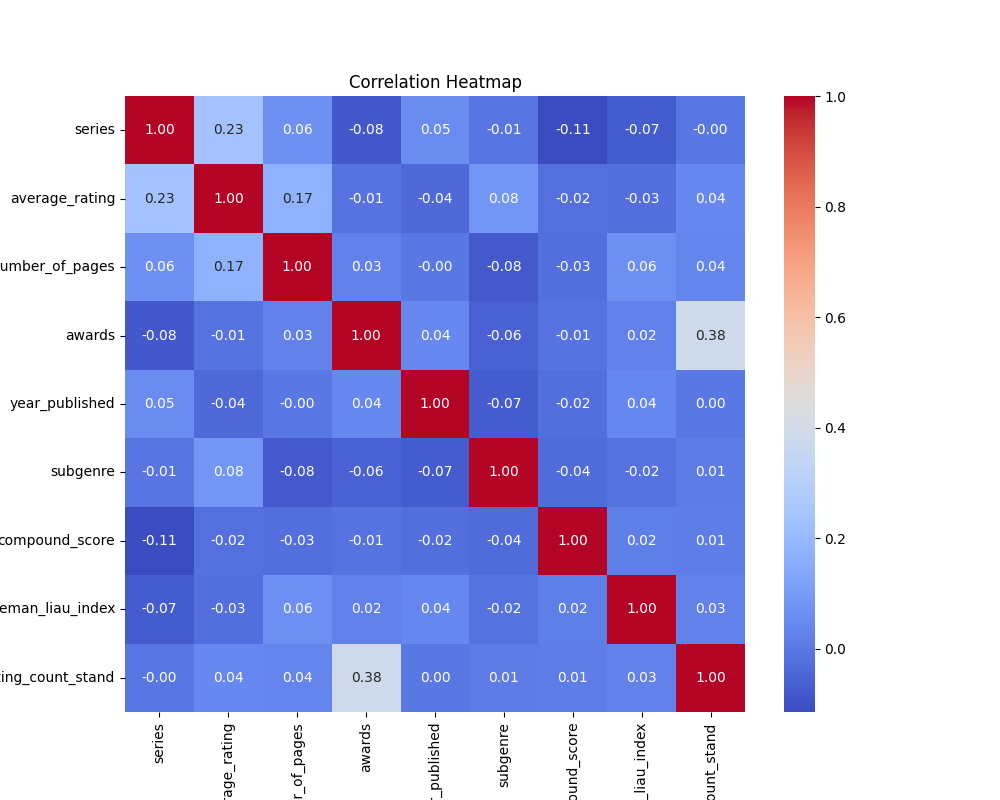 Correlation Heatmap
series 1.00 0.23 0.06 -0.08 0.05 -0.01 -0.11 -0.07 -0.00
average_rating 0.23 1.00 0.17 -0.01 -0.04 0.08 -0.02 -0.03 0.04
umber_of_pages 0.06 0.17 1.00 0.03 -0.00 -0.08 -0.03 0.06 0.04
awards -0.08 -0.01 0.03 1.00 0.04 -0.06 -0.01 0.02 0.38
year_published 0.05 -0.04 -0.00 0.04 1.00 -0.07 -0.02 0.04 0.00
subgenre -0.01 0.08 -0.08 -0.06 -0.07 1.00 -0.04 -0.02 0.01
compound_score -0.11 -0.02 -0.03 -0.01 -0.02 -0.04 1.00 0.02 0.01
eman_liau_index -0.07 -0.03 0.06 0.02 0.04 -0.02 0.02 1.00 0.03
ting_count_stand -0.00 0.04 0.04 0.38 0.00 0.01 0.01 0.03 1.00
series
rage_rating
r_of_pages
awards
r_published
subgenre
ound_score
_liau_index
ount_stand
1.0
0.8
0.6
0.4
0.2
0.0